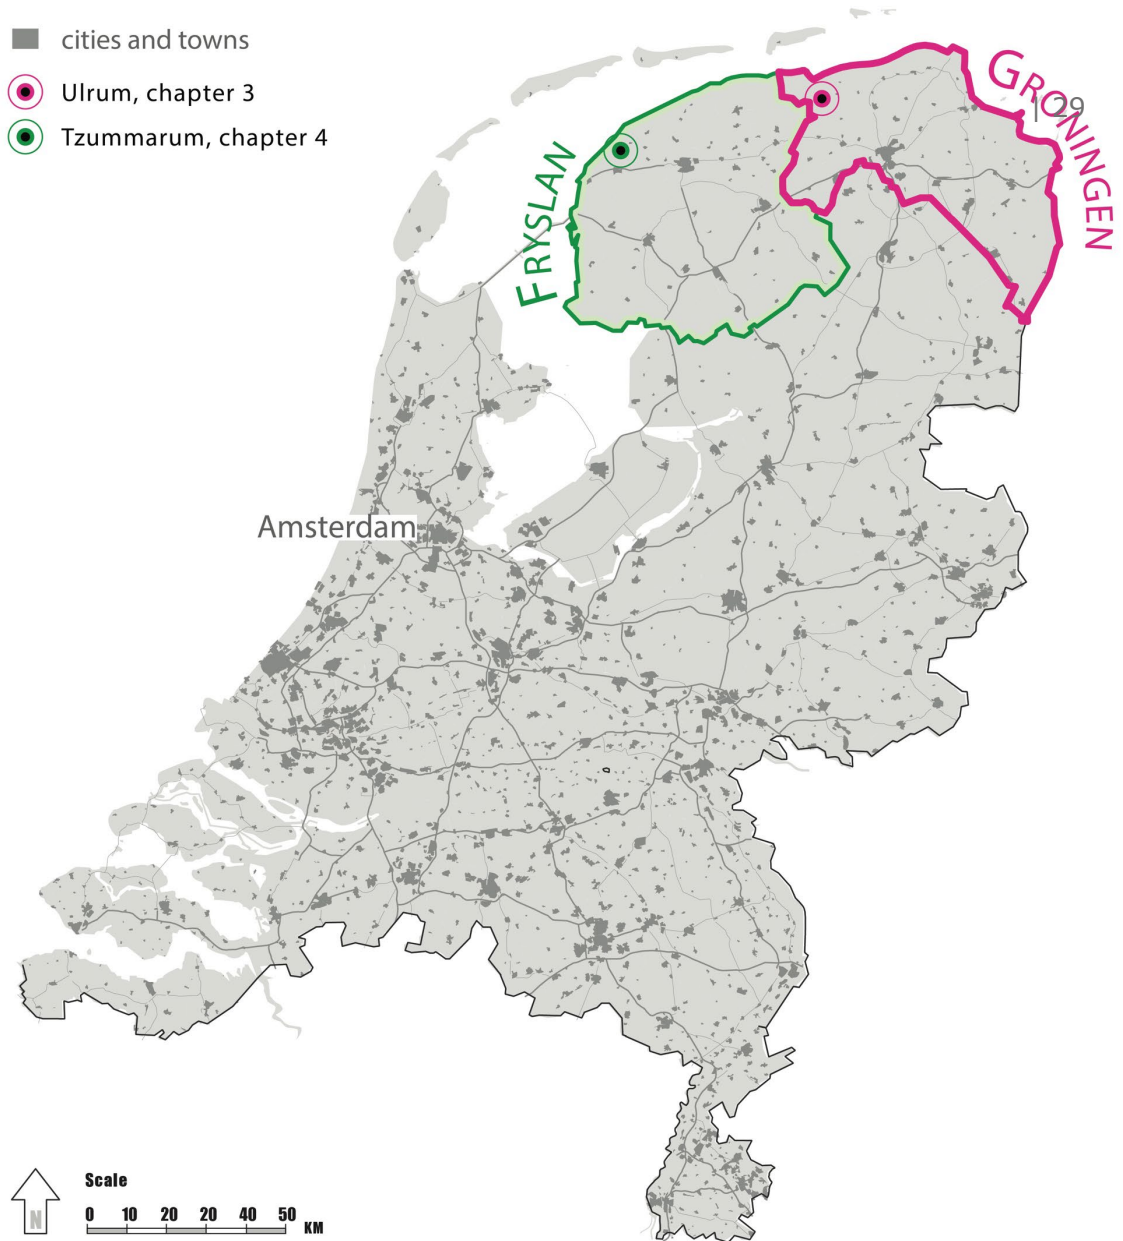 cities and towns
Ulrum, chapter 3
Tzummarum, chapter 4
GRONINGEN
| 29
FRYSLAN
Amsterdam
N
Scale
0 10 20 20 40 50 KM